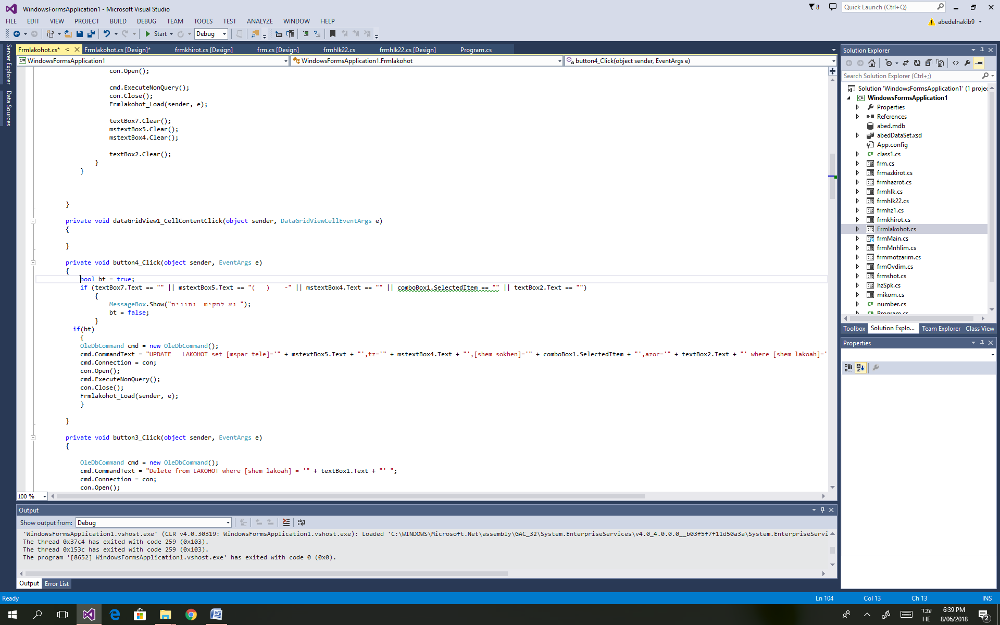 WindowsFormsApplication1 - Microsoft Visual Studio
8
Quick Launch (Ctrl+Q)
FILE EDIT VIEW PROJECT BUILD DEBUG TEAM TOOLS TEST ANALYZE WINDOW HELP
abedelnakib9
Start Debug
Server Explorer
Data Sources
Frmlakohot.cs* Frmlakohot.cs [Design]* frmkhirot.cs [Design] frm.cs [Design] frmhlk22.cs frmhlk22.cs [Design] Program.cs
WindowsFormsApplication1 WindowsFormsApplication1.Frmlakohot button4_Click(object sender, EventArgs e)
con.Open();
cmd.ExecuteNonQuery();
con.Close();
Frmlakohot_Load(sender, e);
textBox7.Clear();
mstextBox5.Clear();
mstextBox4.Clear();
textBox2.Clear();
}
}
}
private void dataGridView1_CellContentClick(object sender, DataGridViewCellEventArgs e)
{
}
private void button4_Click(object sender, EventArgs e)
{
bool bt = true;
if (textBox7.Text == "" || mstextBox5.Text == "(   )    -" || mstextBox4.Text == "" || comboBox1.SelectedItem == "" || textBox2.Text == "")
{
MessageBox.Show("נא להקיש  נתונים ");
bt = false;
}
if(bt)
{
OleDbCommand cmd = new OleDbCommand();
cmd.CommandText = "UPDATE   LAKOHOT set [mspar tele]='" + mstextBox5.Text + "',tz='" + mstextBox4.Text + "',[shem sokhen]='" + comboBox1.SelectedItem + "',azor='" + textBox2.Text + "' where [shem lakoah]='
cmd.Connection = con;
con.Open();
cmd.ExecuteNonQuery();
con.Close();
Frmlakohot_Load(sender, e);
}
}
private void button3_Click(object sender, EventArgs e)
{
OleDbCommand cmd = new OleDbCommand();
cmd.CommandText = "Delete from LAKOHOT where [shem lakoah] = '" + textBox1.Text + "' ";
cmd.Connection = con;
con.Open();
100 %
Output
Show output from: Debug
'WindowsFormsApplication1.vshost.exe' (CLR v4.0.30319: WindowsFormsApplication1.vshost.exe): Loaded 'C:\WINDOWS\Microsoft.Net\assembly\GAC_32\System.EnterpriseServices\v4.0_4.0.0.0__b03f5f7f11d50a3a\System.EnterpriseServi
The thread 0x37c4 has exited with code 259 (0x103).
The thread 0x153c has exited with code 259 (0x103).
The program '[8652] WindowsFormsApplication1.vshost.exe' has exited with code 0 (0x0).
Output Error List
Solution Explorer
Search Solution Explorer (Ctrl+;)
Solution 'WindowsFormsApplication1' (1 projec
WindowsFormsApplication1
Properties
References
abed.mdb
abedDataSet.xsd
App.config
class1.cs
frm.cs
frmazkirot.cs
frmhazrot.cs
frmhlk.cs
frmhlk22.cs
frmhz1.cs
frmkhirot.cs
Frmlakohot.cs
frmMain.cs
frmMnhlim.cs
frmmotzarim.cs
frmOvdim.cs
frmshot.cs
hzSpk.cs
mikom.cs
number.cs
Program.cs
Toolbox Solution Explo... Team Explorer Class View
Properties
Ready Ln 104 Col 13 Ch 13 INS
עבר
HE
6:39 PM
8/06/2018
2